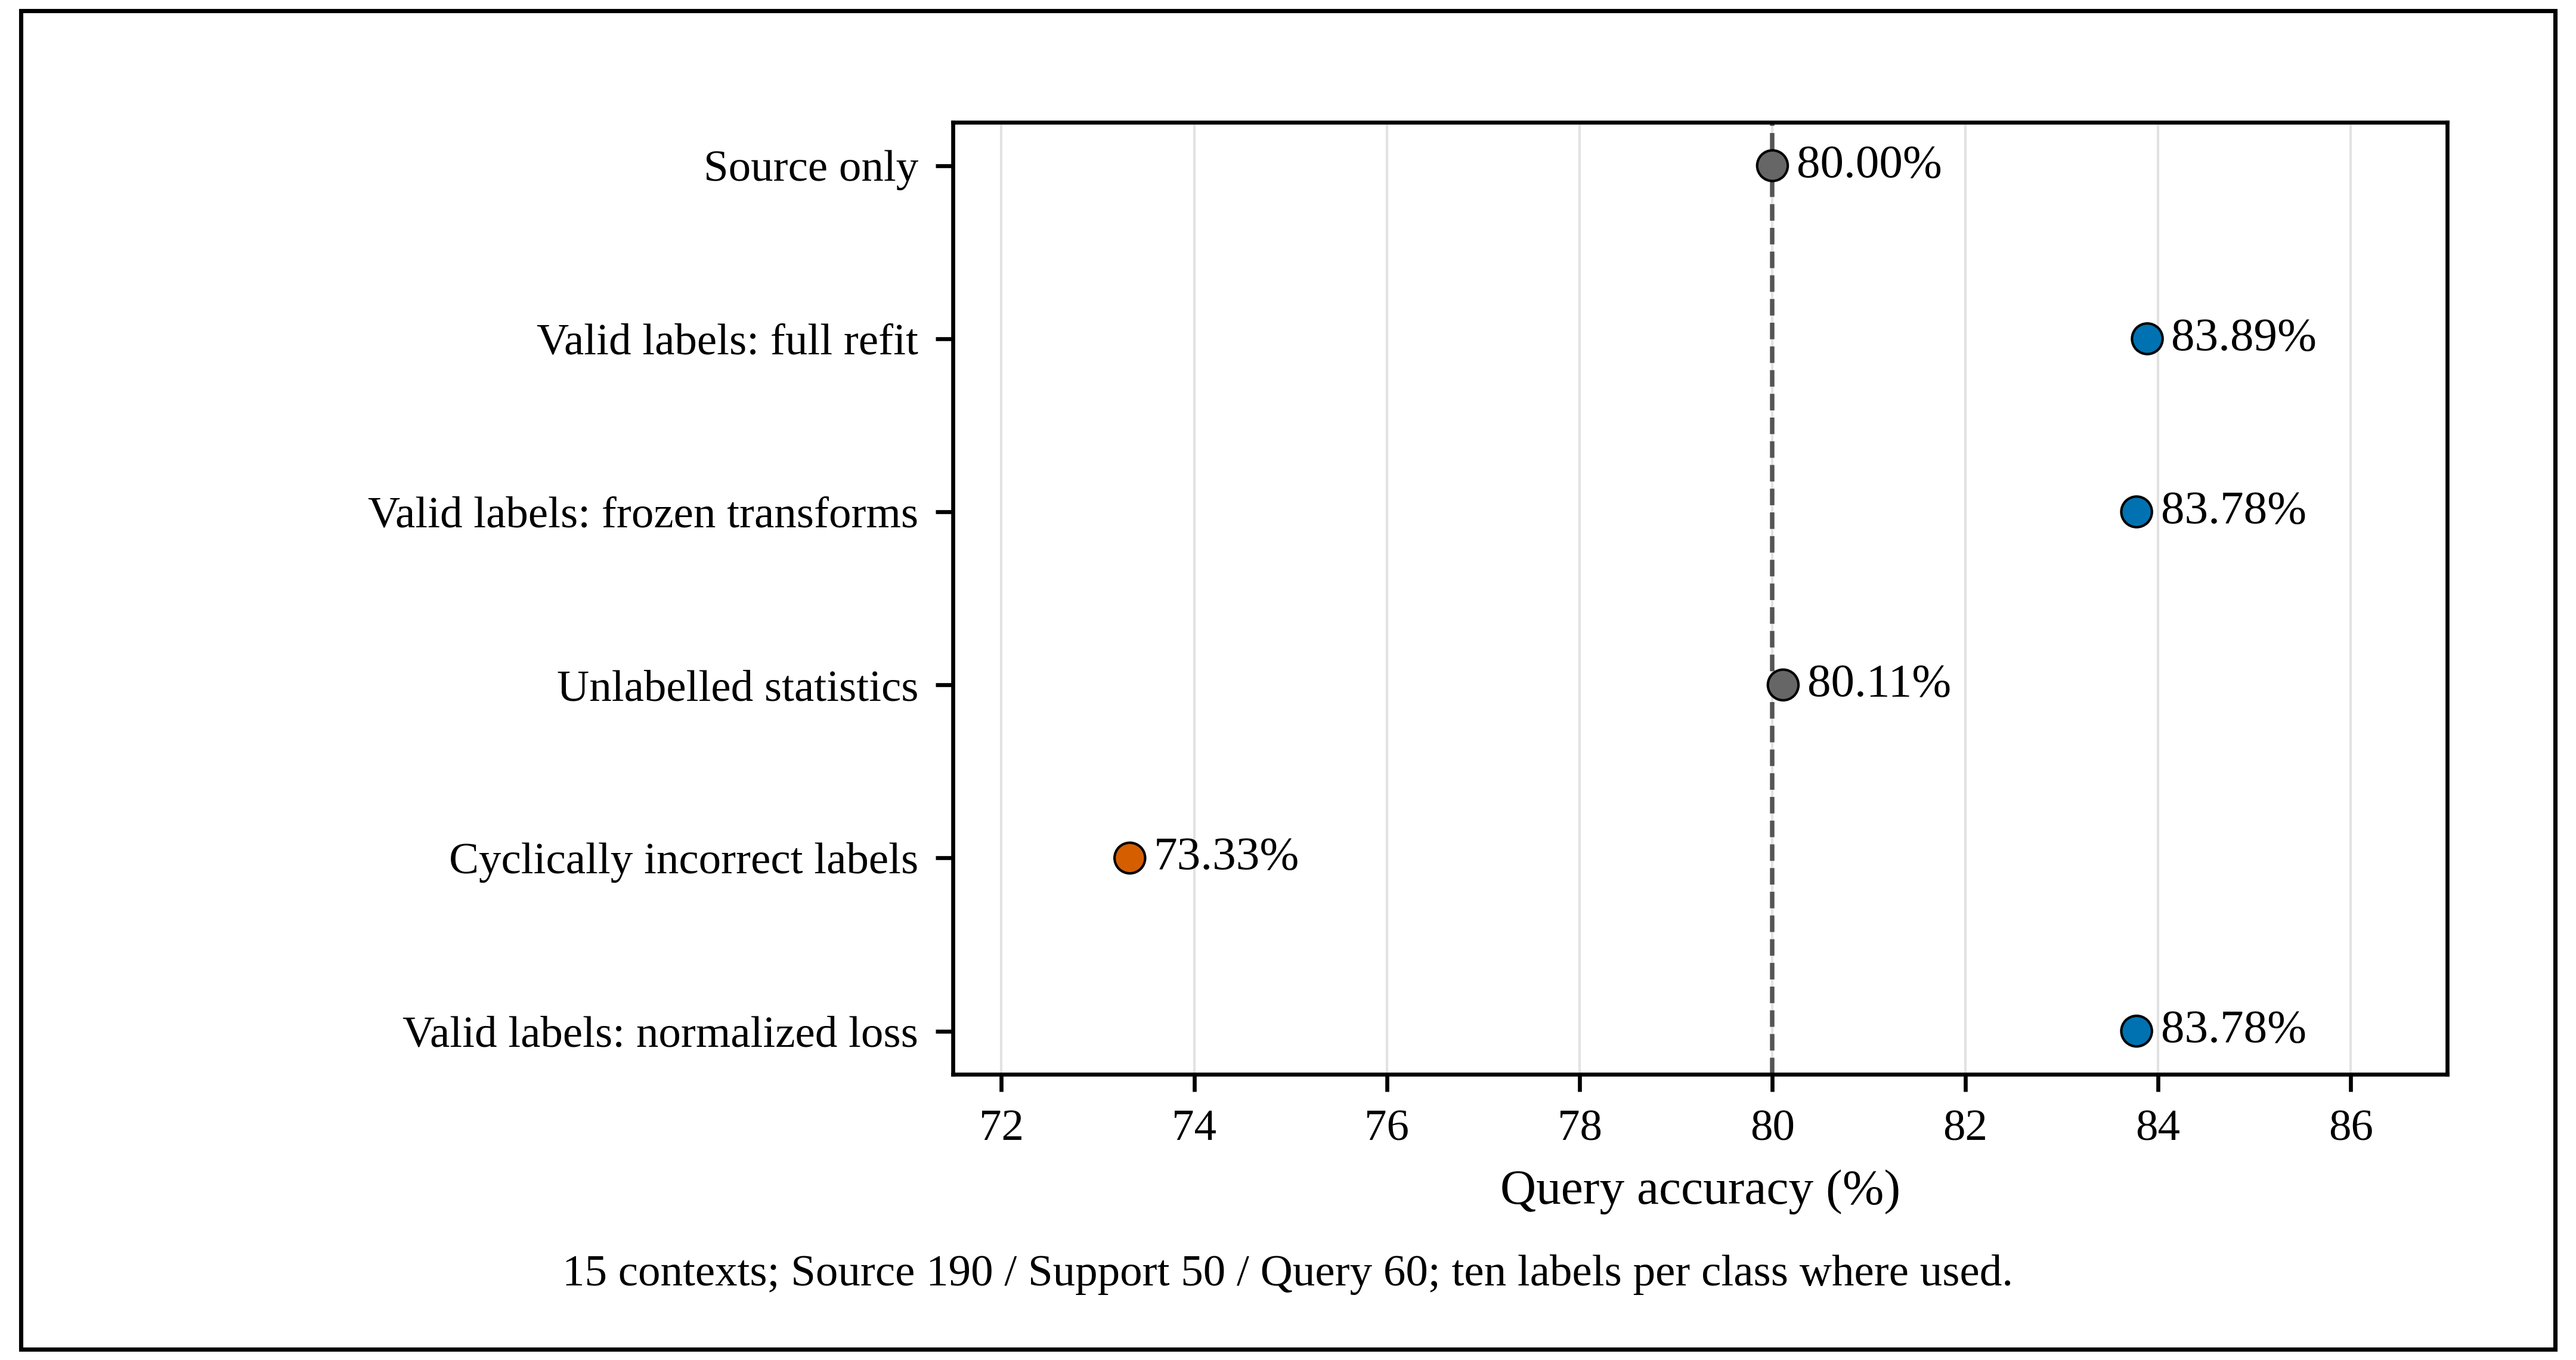 Source only
80.00%
Valid labels: full refit
83.89%
Valid labels: frozen transforms
83.78%
Unlabelled statistics
80.11%
Cyclically incorrect labels
73.33%
Valid labels: normalized loss
83.78%
72 74 76 78 80 82 84 86
Query accuracy (%)
15 contexts; Source 190 / Support 50 / Query 60; ten labels per class where used.